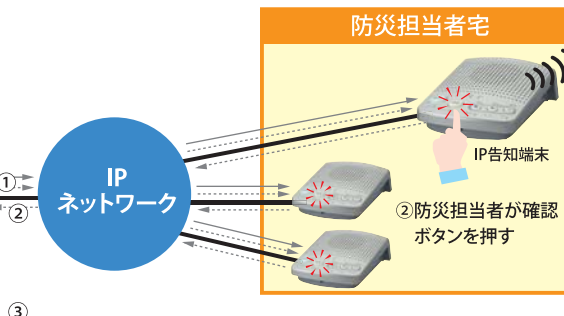 防災担当者宅
IP告知端末
①
IP
ネットワーク
②
②防災担当者が確認
ボタンを押す
③